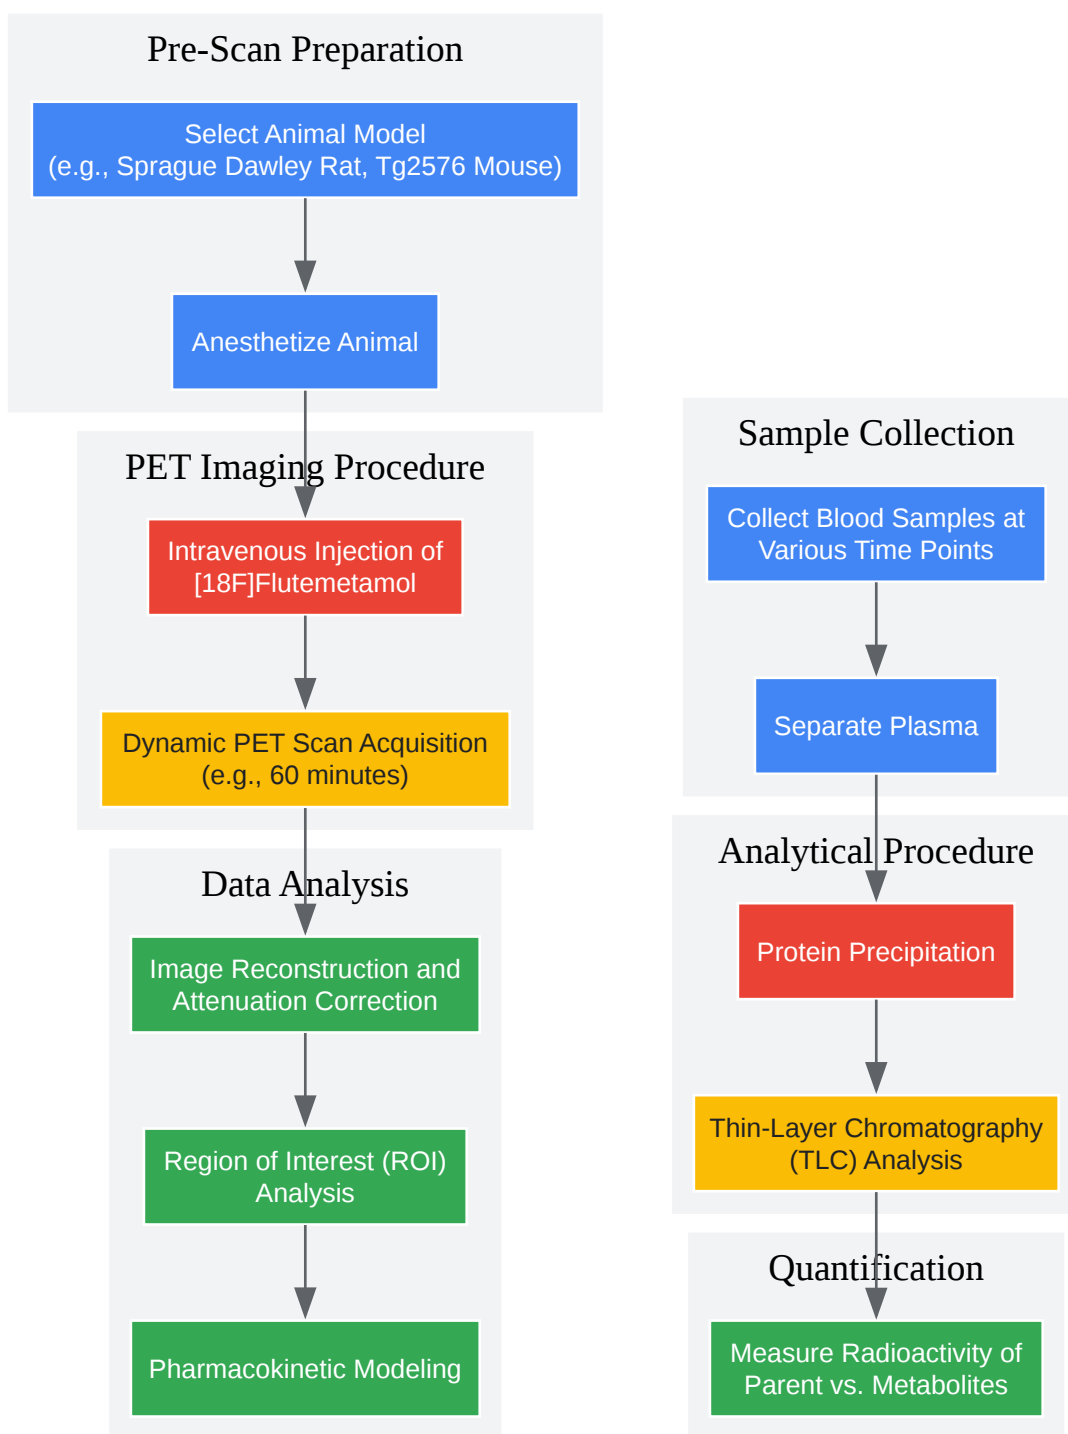 Pre-Scan Preparation
Select Animal Model
(e.g., Sprague Dawley Rat, Tg2576 Mouse)
Anesthetize Animal
PET Imaging Procedure
Intravenous Injection of
[18F]Flutemetamol
Dynamic PET Scan Acquisition
(e.g., 60 minutes)
Data Analysis
Image Reconstruction and
Attenuation Correction
Region of Interest (ROI)
Analysis
Pharmacokinetic Modeling
Sample Collection
Collect Blood Samples at
Various Time Points
Separate Plasma
Analytical Procedure
Protein Precipitation
Thin-Layer Chromatography
(TLC) Analysis
Quantification
Measure Radioactivity of
Parent vs. Metabolites